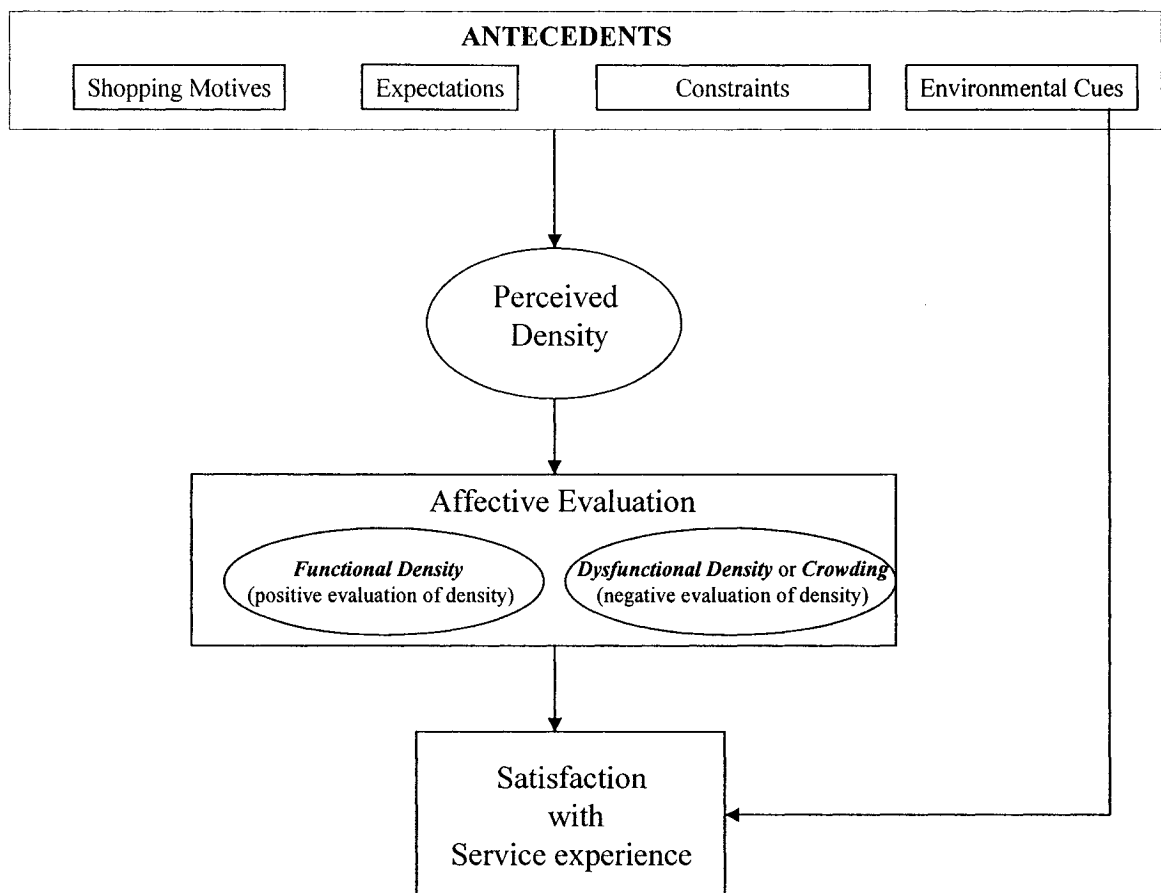 ANTECEDENTS
Shopping Motives
Expectations
Constraints
Environmental Cues
Perceived
Density
Affective Evaluation
Functional Density
(positive evaluation of density)
Dysfunctional Density or Crowding
(negative evaluation of density)
Satisfaction
with
Service experience